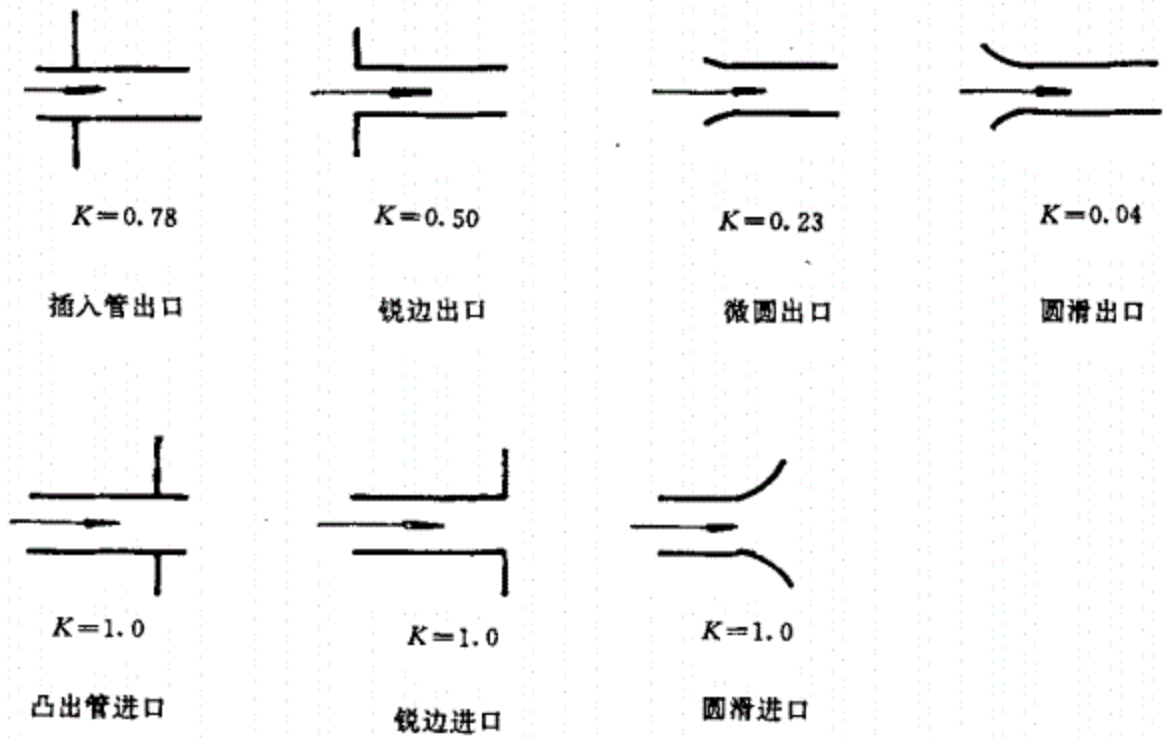 K=0.78
K=0.50
K=0.23
K=0.04
插入管出口
锐边出口
微圆出口
圆滑出口
K=1.0
K=1.0
K=1.0
凸出管进口
锐边进口
圆滑进口